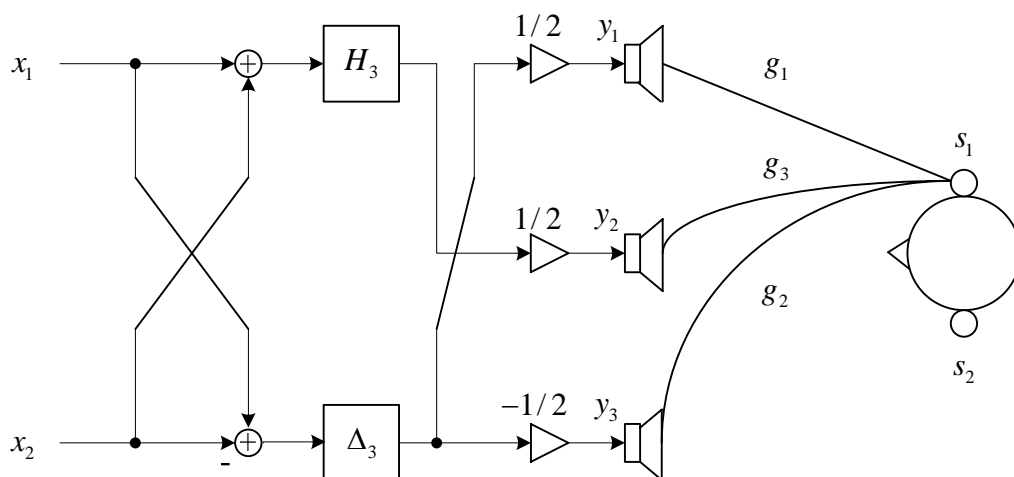 1/2 y₁
x₁ H₃ g₁
s₁
g₃
1/2 y₂
g₂
s₂
−1/2 y₃
x₂ - Δ₃